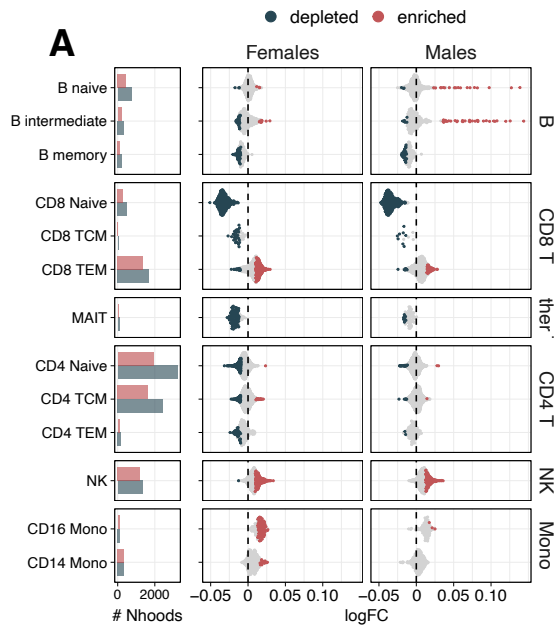 depleted enriched
A
Females Males
B naive
B intermediate
B memory
B
CD8 Naive
CD8 TCM
CD8 TEM
CD8 T
MAIT
ther
CD4 Naive
CD4 TCM
CD4 TEM
CD4 T
NK
NK
CD16 Mono
CD14 Mono
Mono
0 2000
−0.05 0 0.05 0.10
−0.05 0 0.05 0.10
# Nhoods
logFC